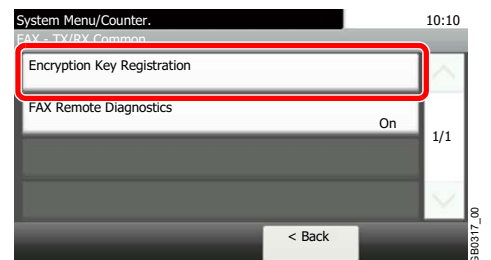 System Menu/Counter.
10:10
FAX - TX/RX Common
Encryption Key Registration
FAX Remote Diagnostics
On
1/1
< Back
GB0317_00